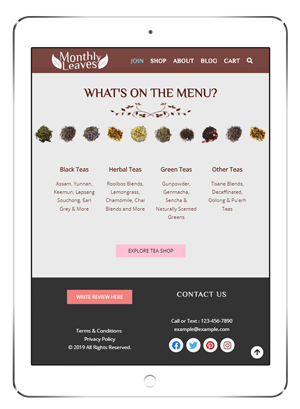 Monthly
Leaves
JOIN SHOP ABOUT BLOG CART
WHAT'S ON THE MENU?
Black Teas
Assam, Yunnan,
Keemun, Lapsang
Souchong, Earl
Grey & More
Herbal Teas
Rooibos Blends,
Lemongrass,
Chamomile, Chai
Blends and More
Green Teas
Gunpowder,
Genmacha,
Sencha &
Naturally Scented
Greens
Other Teas
Tisane Blends,
Decaffinated,
Oolong & Pu'erh
Teas
EXPLORE TEA SHOP
WRITE REVIEW HERE
Terms & Conditions
Privacy Policy
© 2019 All Rights Reserved.
CONTACT US
Call or Text : 123-456-7890
example@example.com